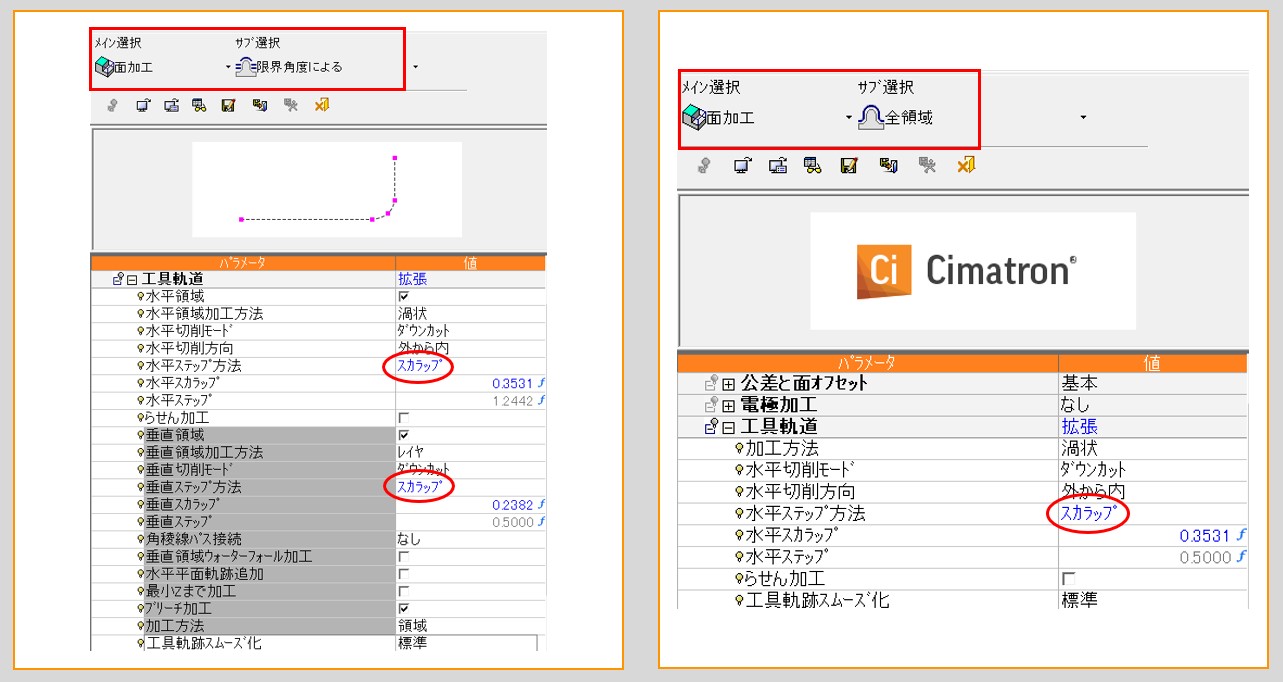 メイン選択 サブ選択
面加工 限界角度による
パラメータ 値
工具軌道 拡張
水平領域
水平領域加工方法 渦状
水平切削モード ダウンカット
水平切削方向 外から内
水平ステップ方法 スカラップ
水平スカラップ 0.3531 f
水平ステップ 1.2442 f
らせん加工
垂直領域
垂直領域加工方法 レイヤ
垂直切削モード ダウンカット
垂直ステップ方法 スカラップ
垂直スカラップ 0.2382 f
垂直ステップ 0.5000 f
角稜線パス接続 なし
垂直領域ウォーターフォール加工
水平平面軌跡追加
最小Zまで加工
ブリーチ加工
加工方法 領域
工具軌跡スムーズ化 標準
メイン選択 サブ選択
面加工 全領域
Ci Cimatron®
パラメータ 値
公差と面オフセット 基本
電極加工 なし
工具軌道 拡張
加工方法 渦状
水平切削モード ダウンカット
水平切削方向 外から内
水平ステップ方法 スカラップ
水平スカラップ 0.3531 f
水平ステップ 0.5000 f
らせん加工
工具軌跡スムーズ化 標準